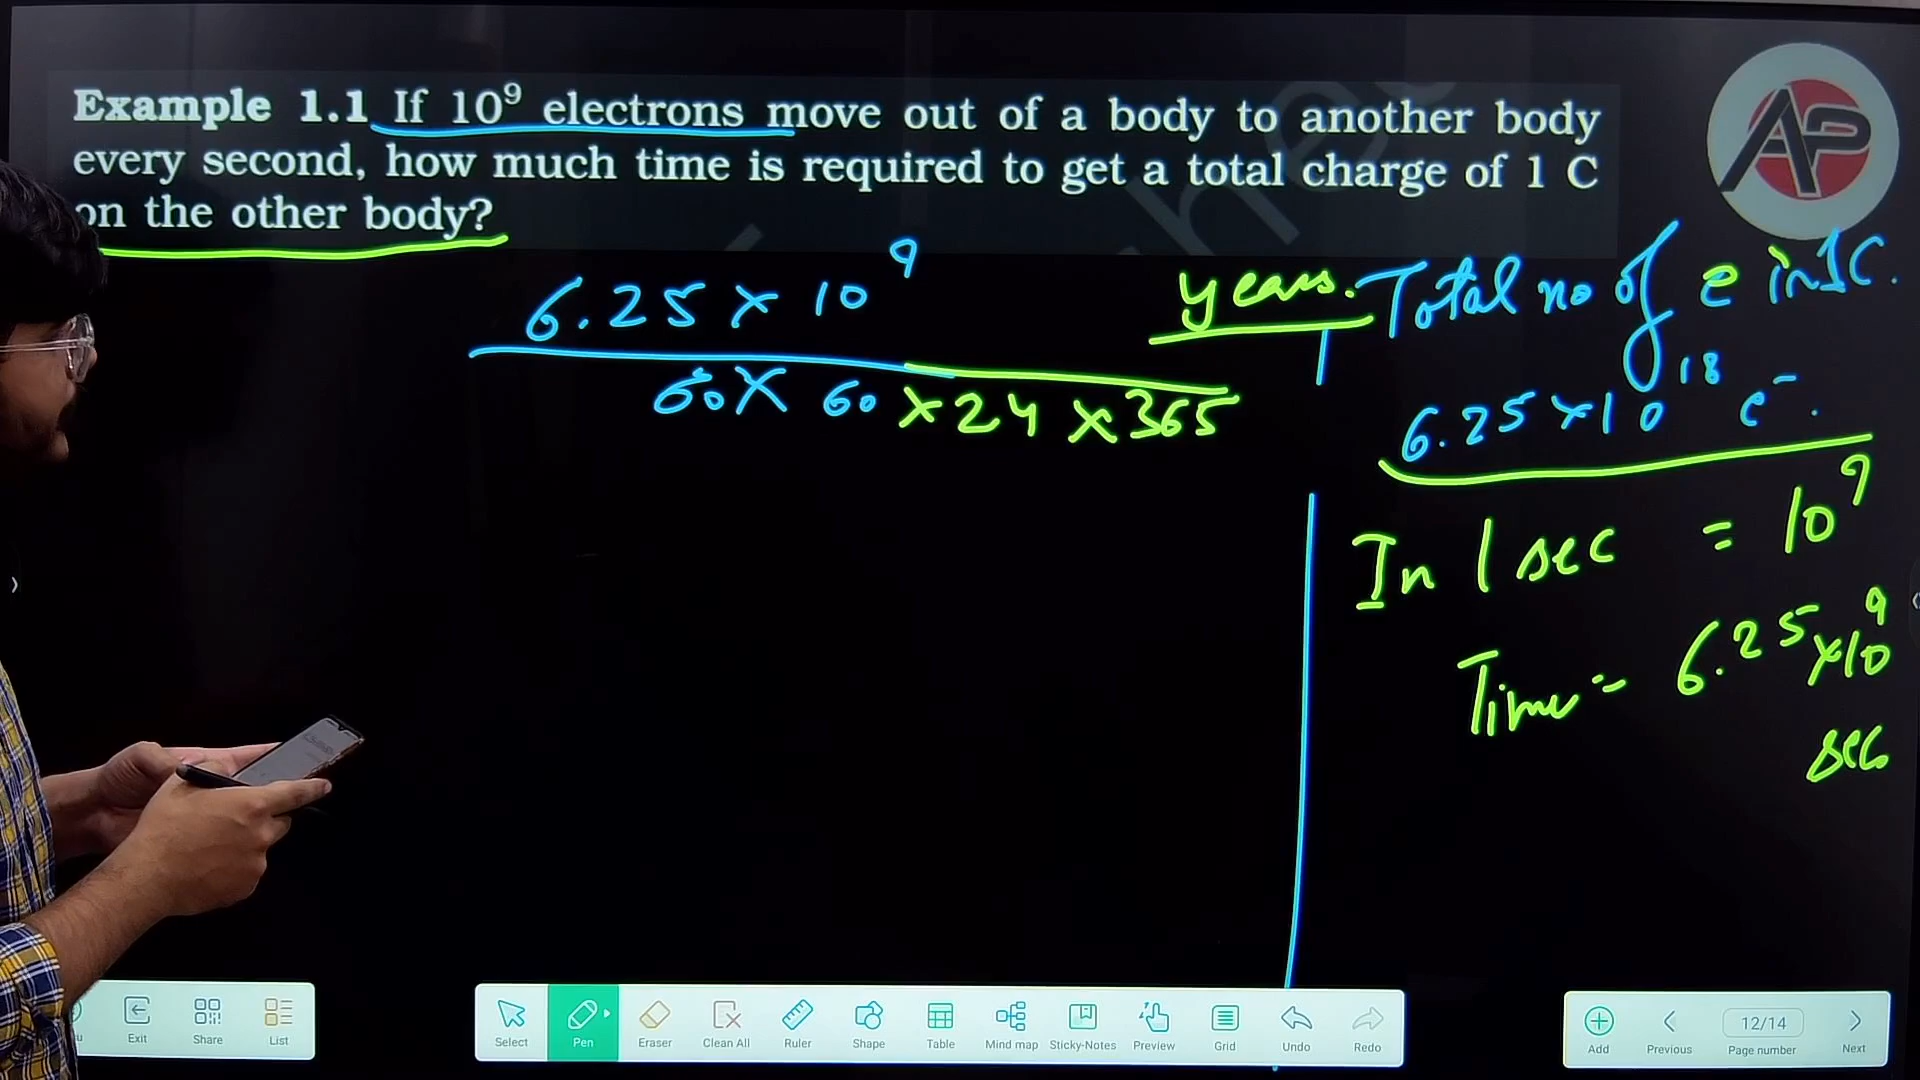 Example 1.1 If 10⁹ electrons move out of a body to another body
every second, how much time is required to get a total charge of 1 C
on the other body?
AP
6.25 × 10⁹
60 × 60 × 24 × 365
years.
Total no of e in 1C.
6.25 × 10¹⁸ e⁻.
In 1 sec = 10⁹
Time = 6.25 × 10⁹
sec
Exit
Share
List
Select
Pen
Eraser
Clean All
Ruler
Shape
Table
Mind map
Sticky-Notes
Preview
Grid
Undo
Redo
Add
Previous
12/14
Page number
Next